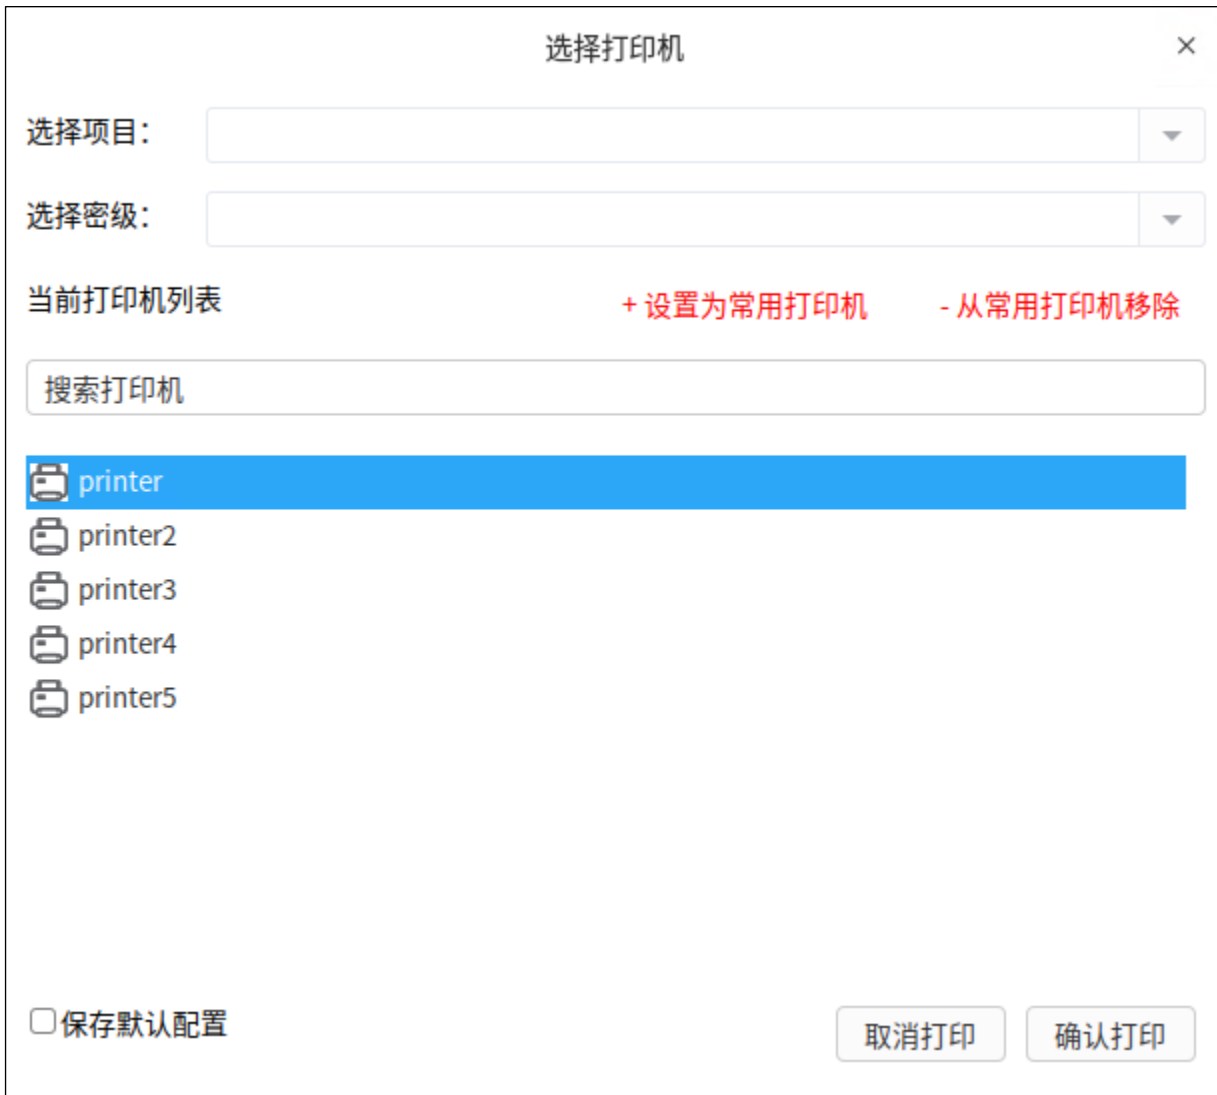 选择打印机
选择项目：
选择密级：
当前打印机列表 + 设置为常用打印机 - 从常用打印机移除
搜索打印机
printer
printer2
printer3
printer4
printer5
保存默认配置 取消打印 确认打印